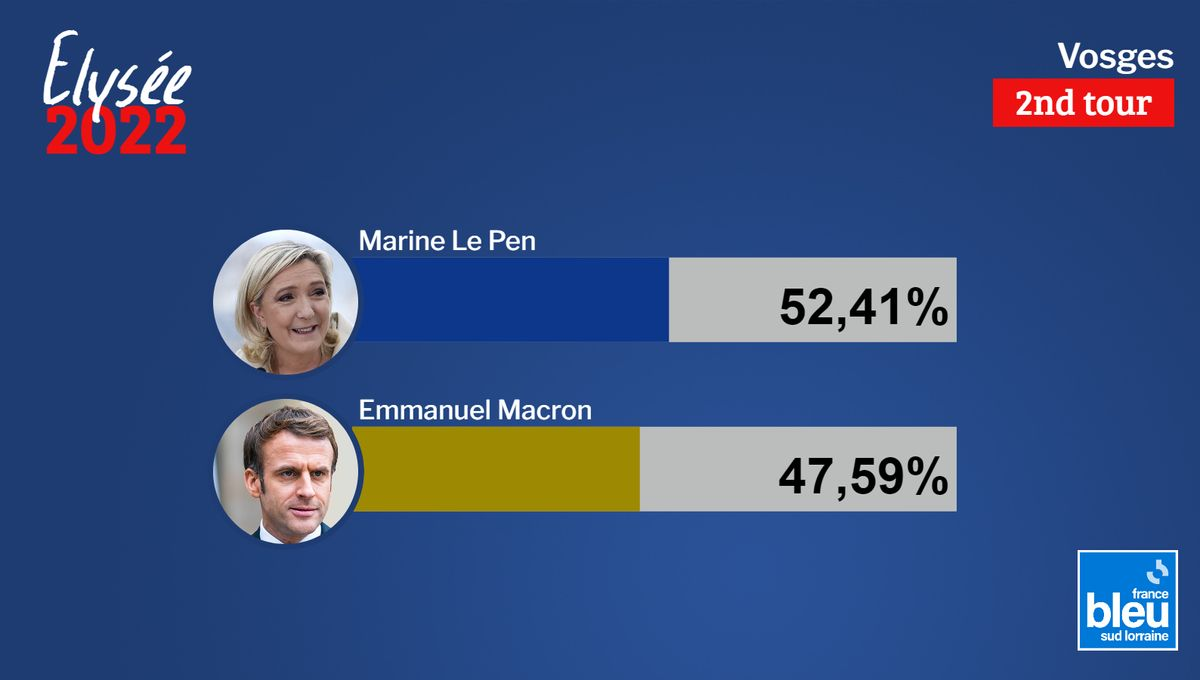 Elysée
2022
Vosges
2nd tour
Marine Le Pen
52,41%
Emmanuel Macron
47,59%
france
bleu
sud lorraine